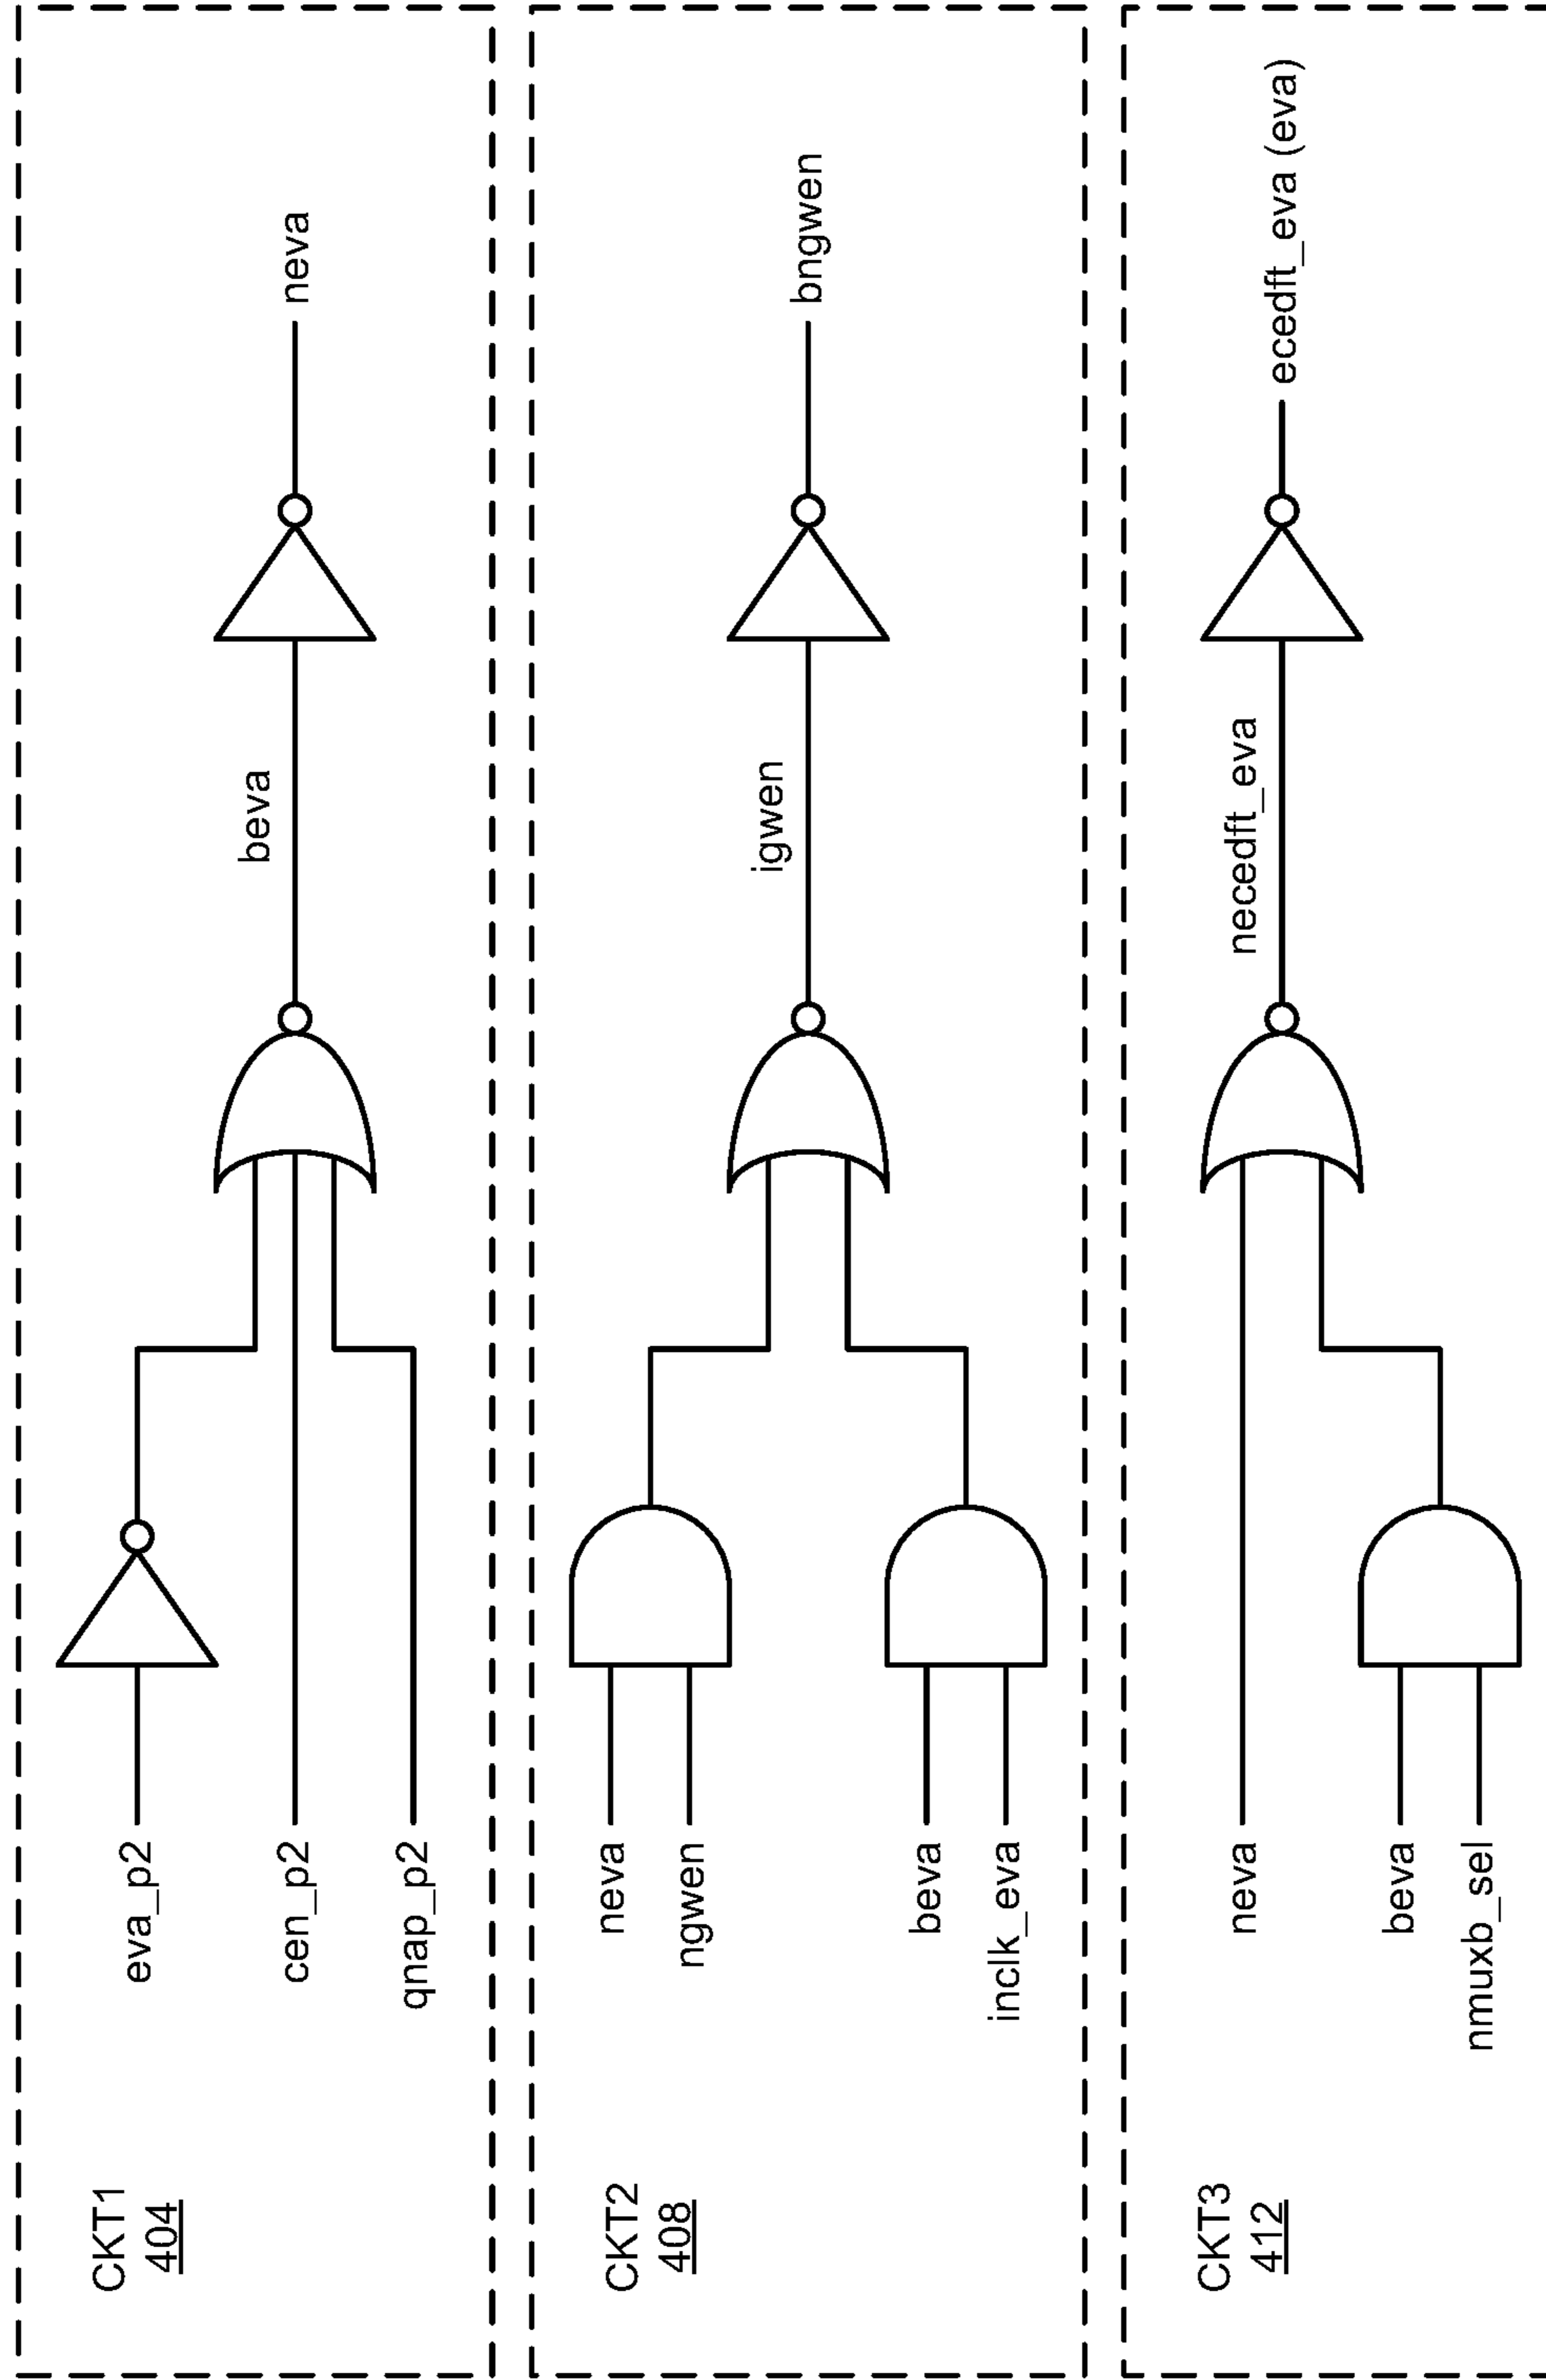 CKT1
404
eva_p2
cen_p2
qnap_p2
beva
neva
CKT2
408
neva
ngwen
beva
inclk_eva
igwen
bngwen
CKT3
412
neva
beva
nmuxb_sel
necedft_eva
ecedft_eva (eva)